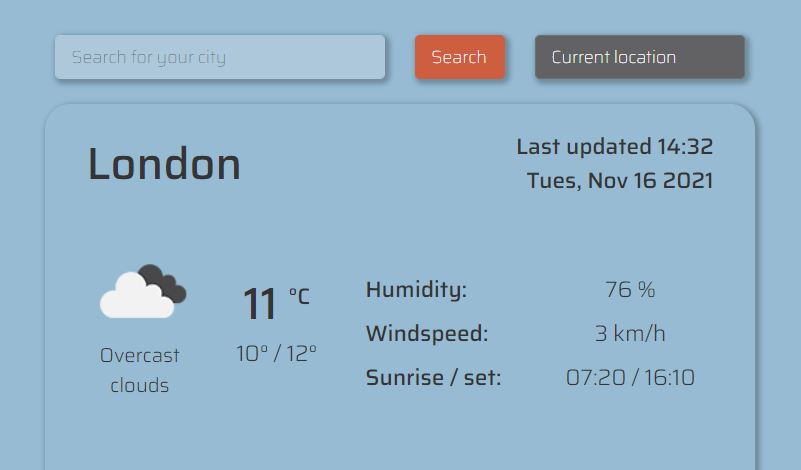 Search for your city
Search
Current location
London
Last updated 14:32
Tues, Nov 16 2021
11 °C
10° / 12°
Overcast
clouds
Humidity: 76 %
Windspeed: 3 km/h
Sunrise / set: 07:20 / 16:10